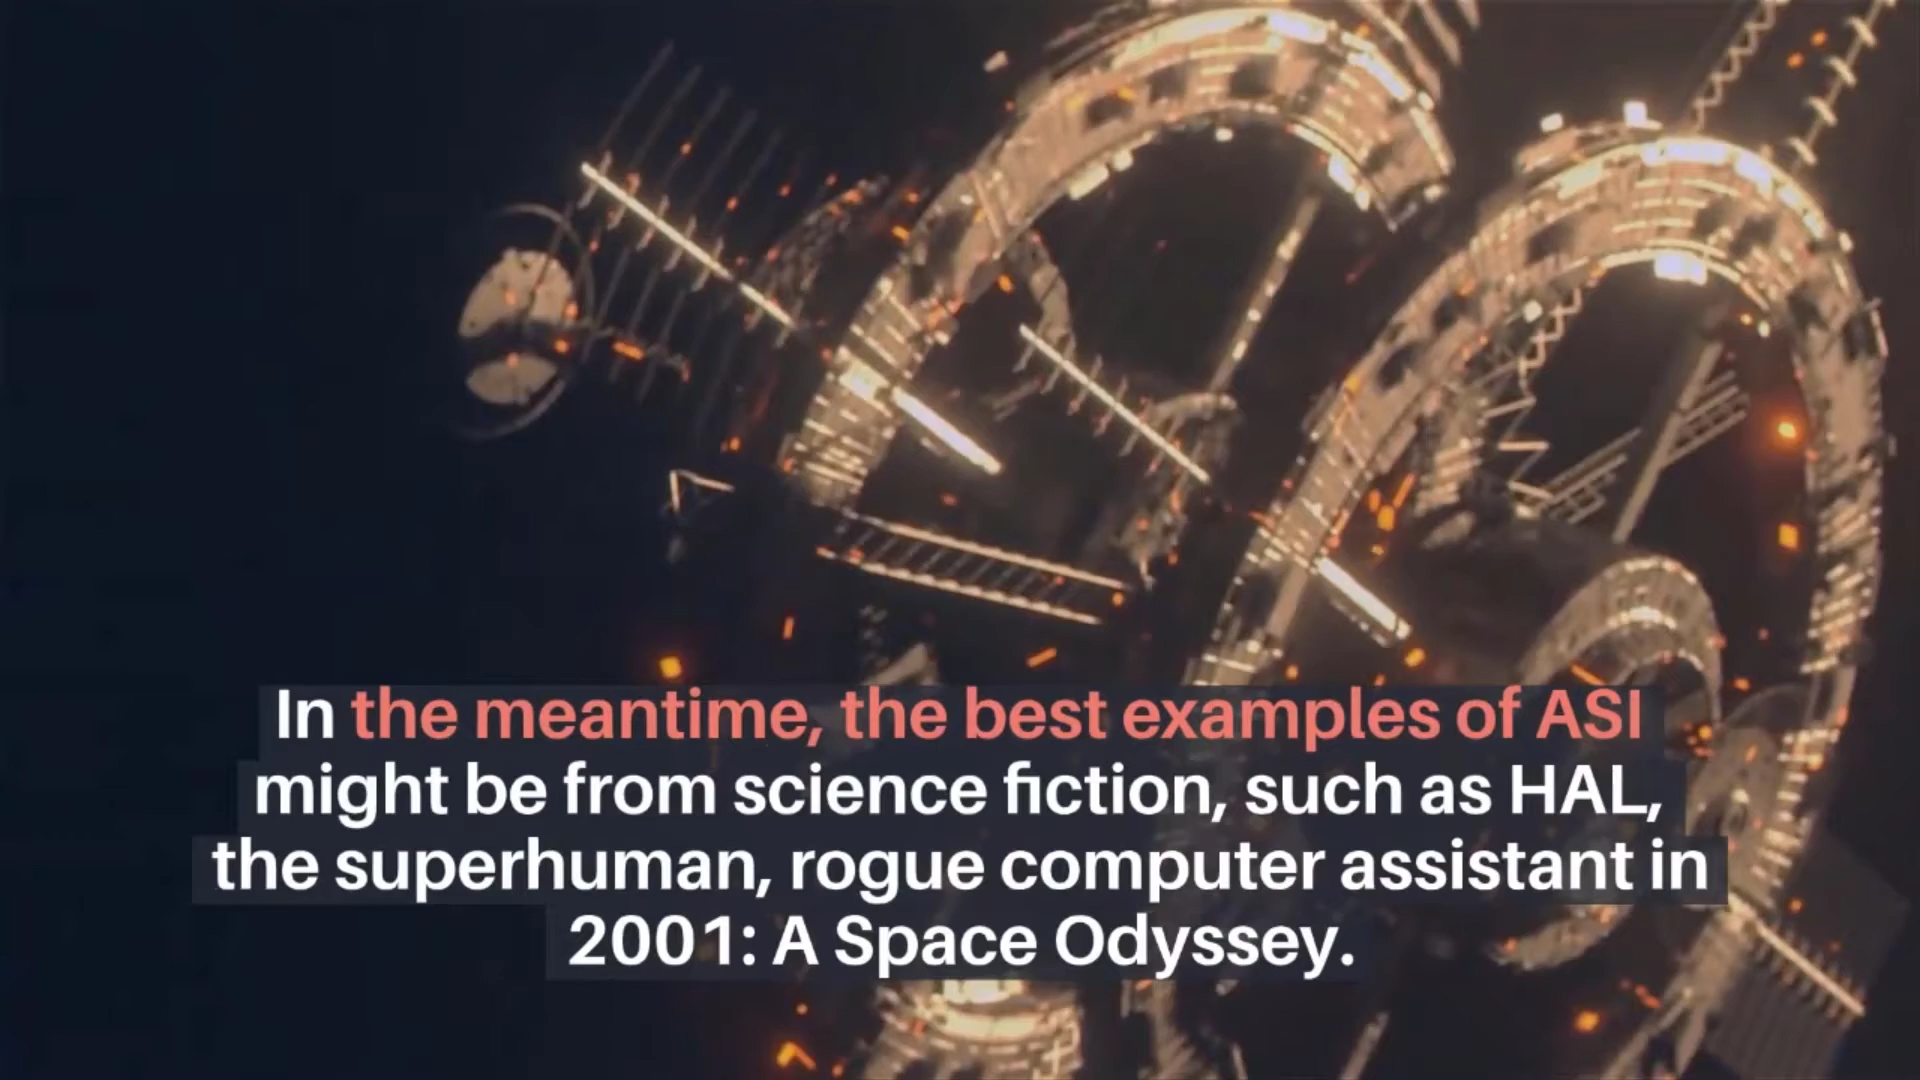 In the meantime, the best examples of ASI
might be from science fiction, such as HAL,
the superhuman, rogue computer assistant in
2001: A Space Odyssey.